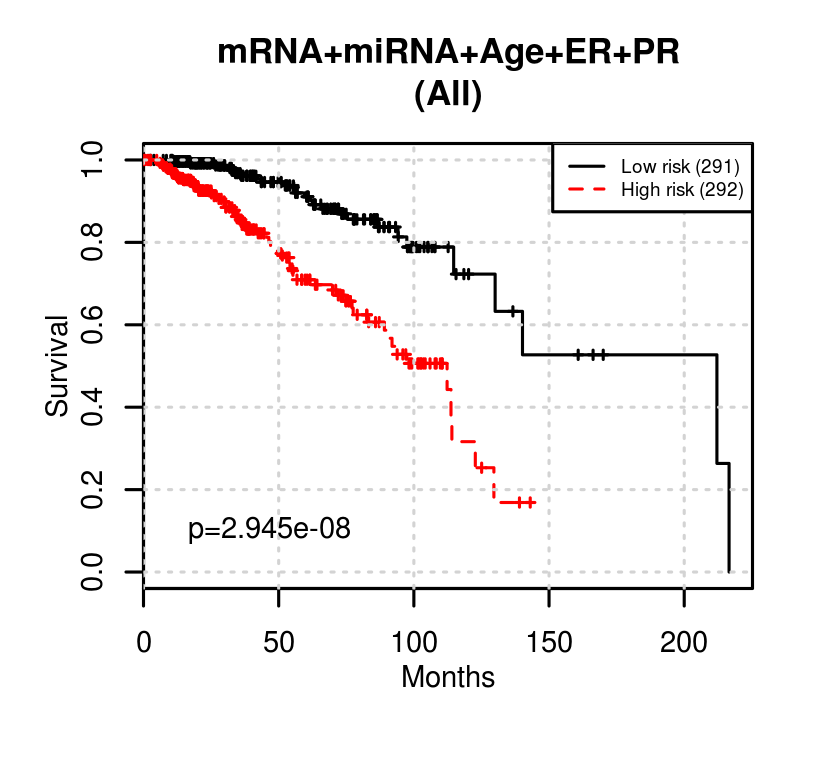 mRNA+miRNA+Age+ER+PR
(All)
Low risk (291)
High risk (292)
1.0
0.8
0.6
0.4
0.2
0.0
Survival
p=2.945e-08
0 50 100 150 200
Months